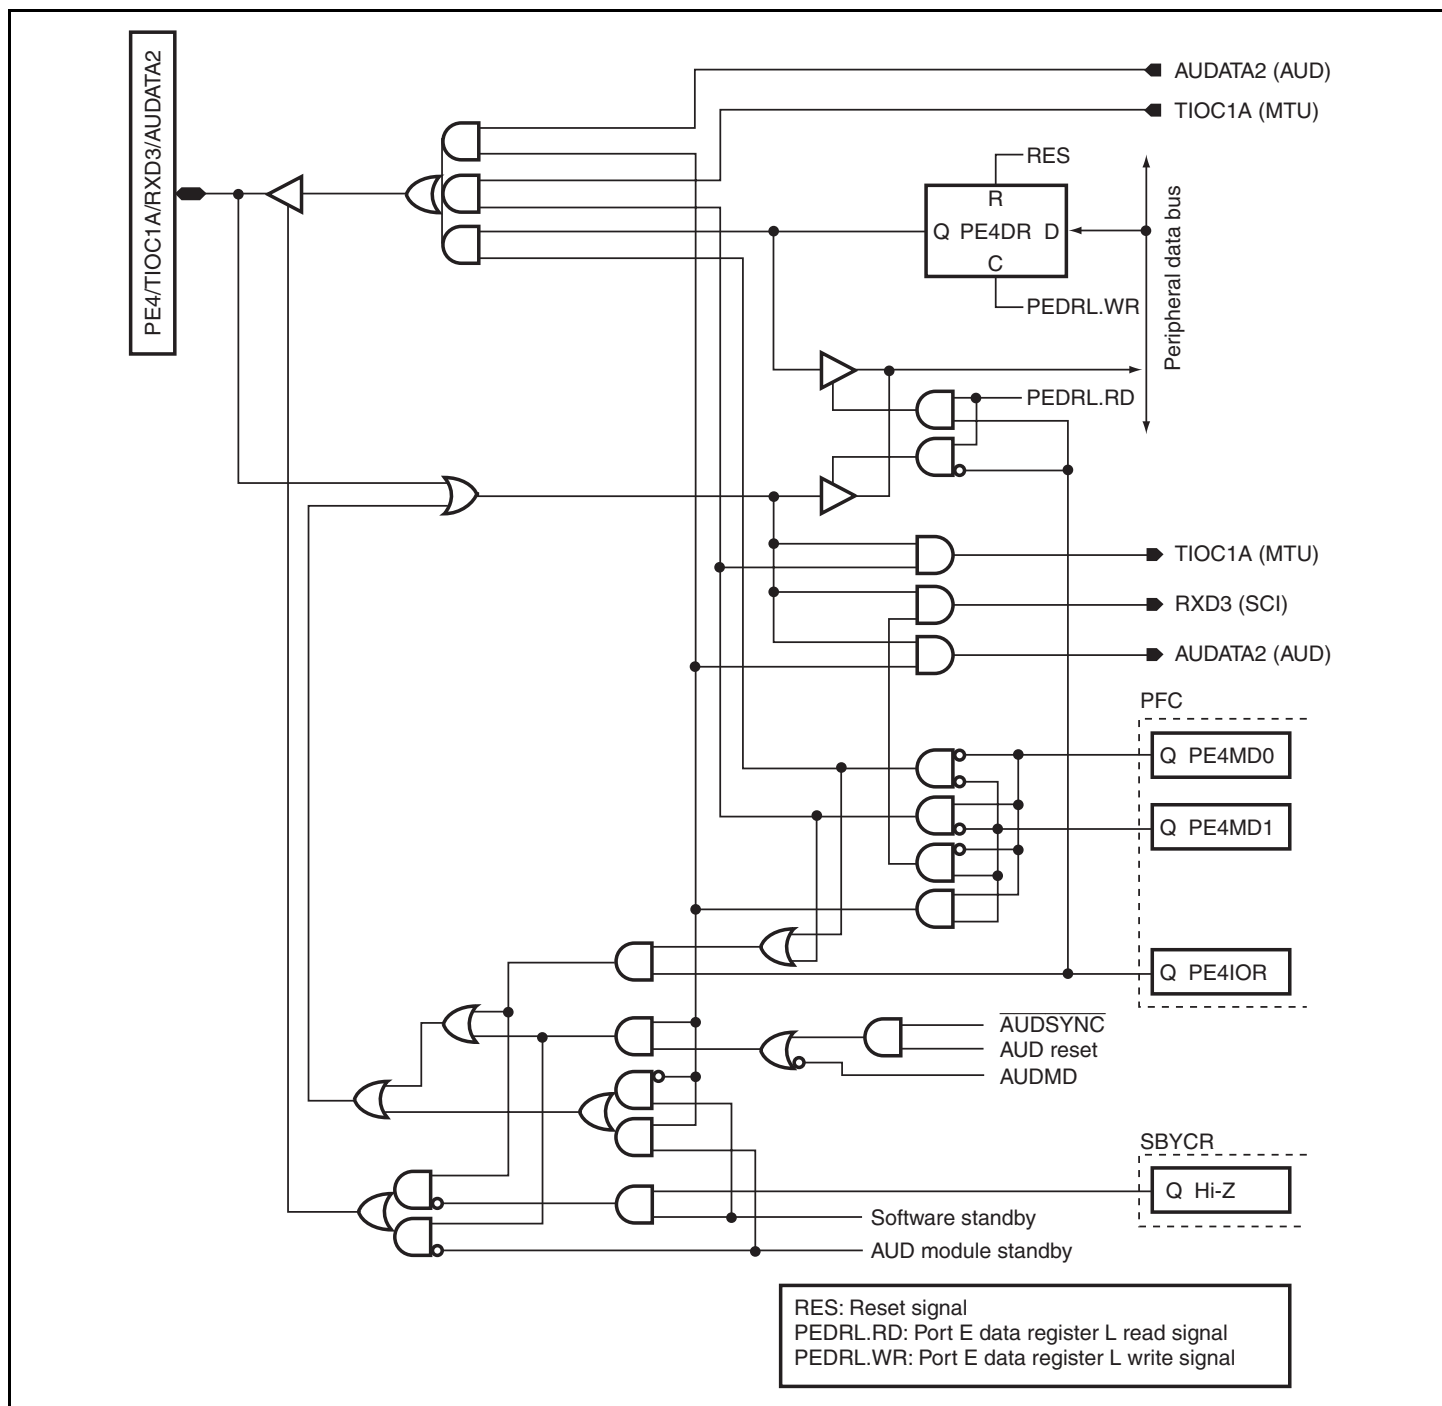 PE4/TIOC1A/RXD3/AUDATA2
AUDATA2 (AUD)
TIOC1A (MTU)
RES
R
Q PE4DR D
C
PEDRL.WR
Peripheral data bus
PEDRL.RD
TIOC1A (MTU)
RXD3 (SCI)
AUDATA2 (AUD)
PFC
Q PE4MD0
Q PE4MD1
Q PE4IOR
AUDSYNC
AUD reset
AUDMD
SBYCR
Q Hi-Z
Software standby
AUD module standby
RES: Reset signal
PEDRL.RD: Port E data register L read signal
PEDRL.WR: Port E data register L write signal